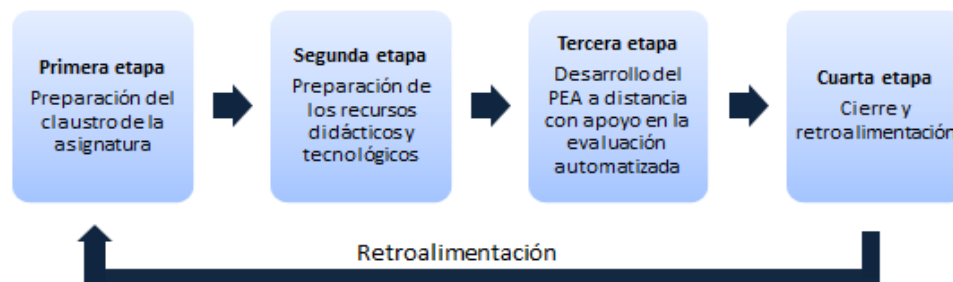 Primera etapa
Preparación del
claustro de la
asignatura
Segunda etapa
Preparación de
los recursos
didácticos y
tecnológicos
Tercera etapa
Desarrollo del
PEA a distancia
con apoyo en la
evaluación
automatizada
Cuarta etapa
Cierre y
retroalimentación
Retroalimentación